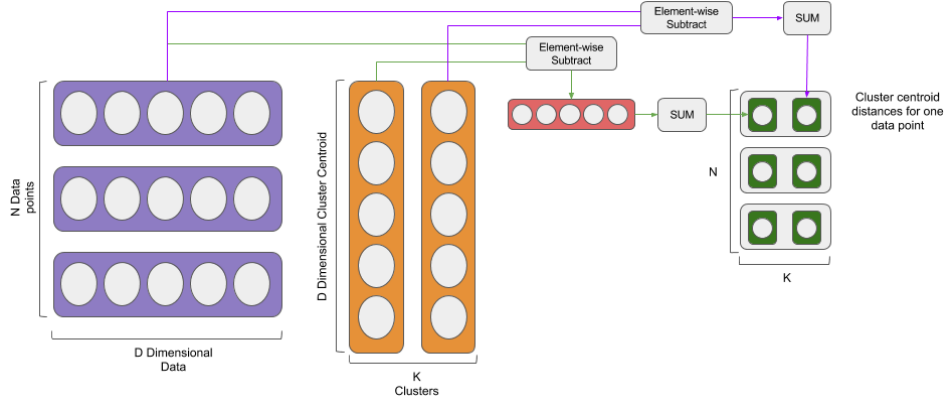 Element-wise
Subtract
SUM
Element-wise
Subtract
SUM
Cluster centroid
distances for one
data point
N Data
points
D Dimensional Cluster Centroid
N
K
D Dimensional
Data
K
Clusters